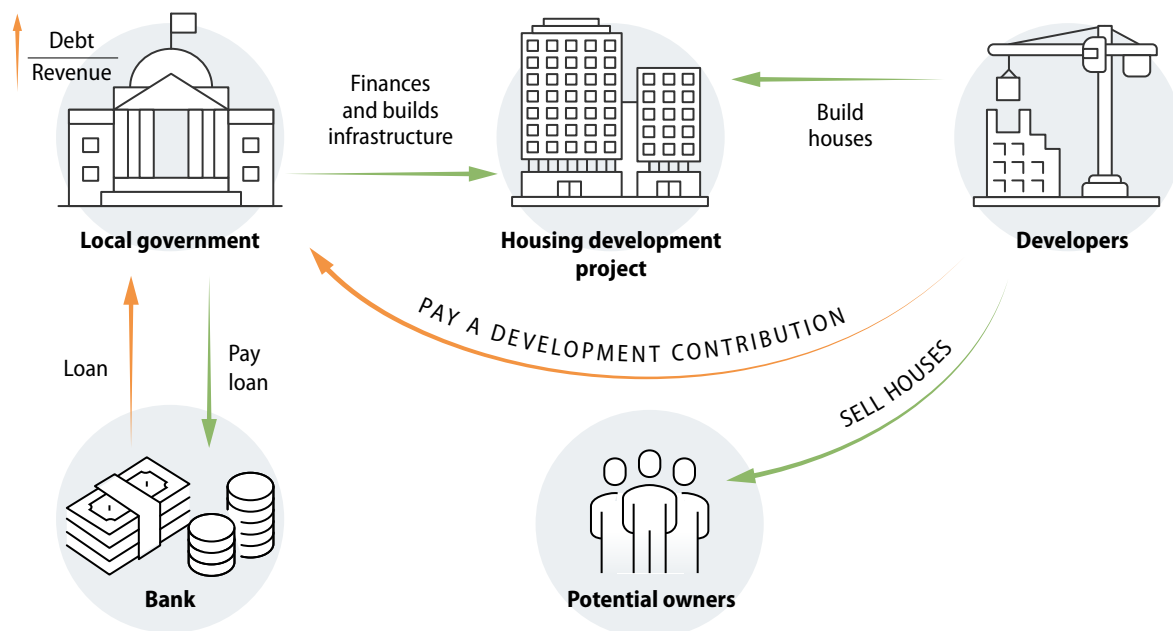 Debt
Revenue
Finances
and builds
infrastructure
Build
houses
Local government
Housing development
project
Developers
PAY A DEVELOPMENT CONTRIBUTION
Loan
Pay
loan
SELL HOUSES
Bank
Potential owners